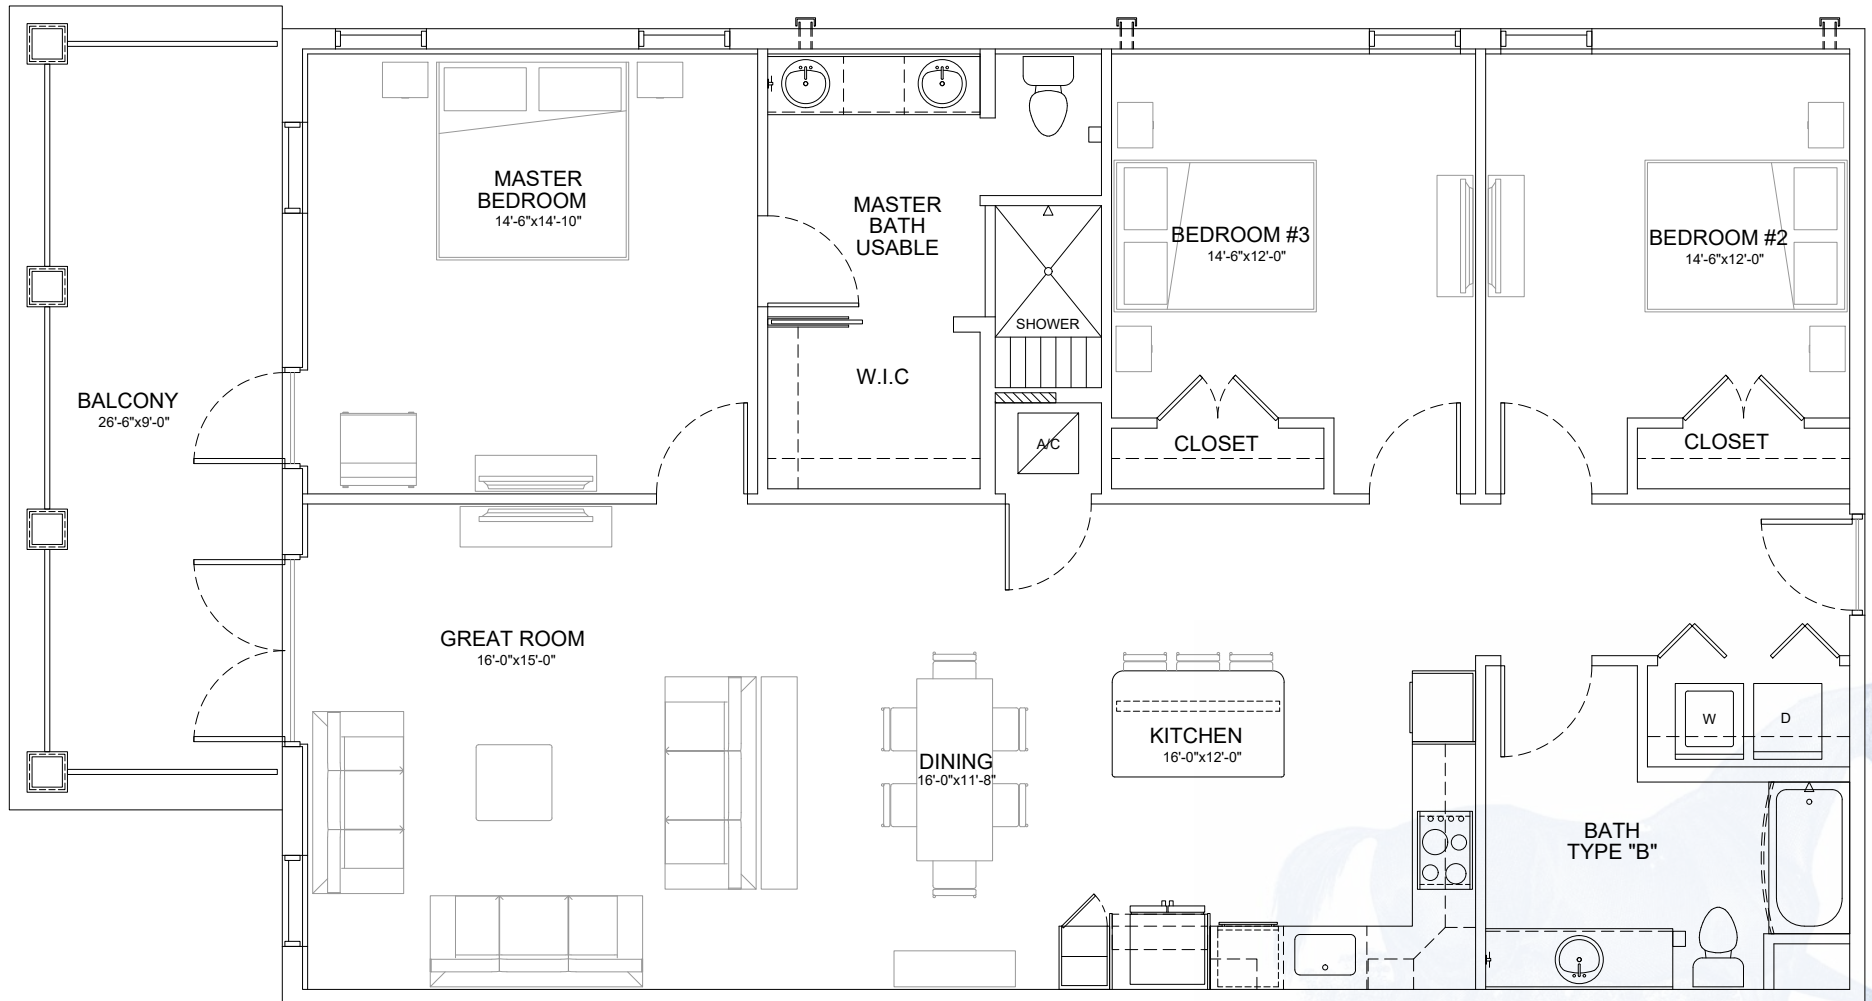 MASTER
BEDROOM
14'-6"x14'-10"
MASTER
BATH
USABLE
BEDROOM #3
14'-6"x12'-0"
BEDROOM #2
14'-6"x12'-0"
SHOWER
W.I.C
BALCONY
26'-6"x9'-0"
A/C
CLOSET
CLOSET
GREAT ROOM
16'-0"x15'-0"
W
D
KITCHEN
16'-0"x12'-0"
DINING
16'-0"x11'-8"
BATH
TYPE "B"